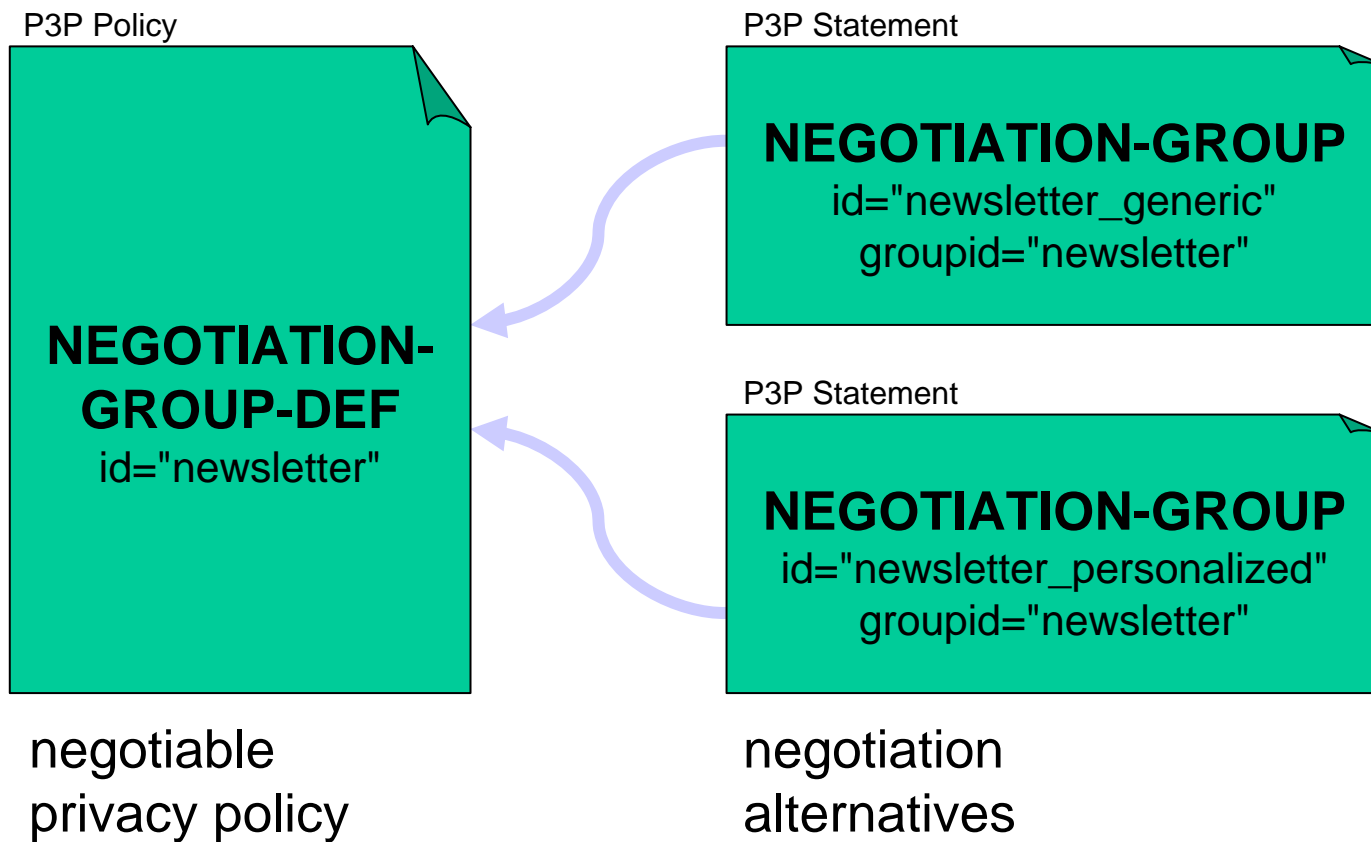 P3P Policy
NEGOTIATION-
GROUP-DEF
id="newsletter"
negotiable
privacy policy
P3P Statement
NEGOTIATION-GROUP
id="newsletter_generic"
groupid="newsletter"
P3P Statement
NEGOTIATION-GROUP
id="newsletter_personalized"
groupid="newsletter"
negotiation
alternatives